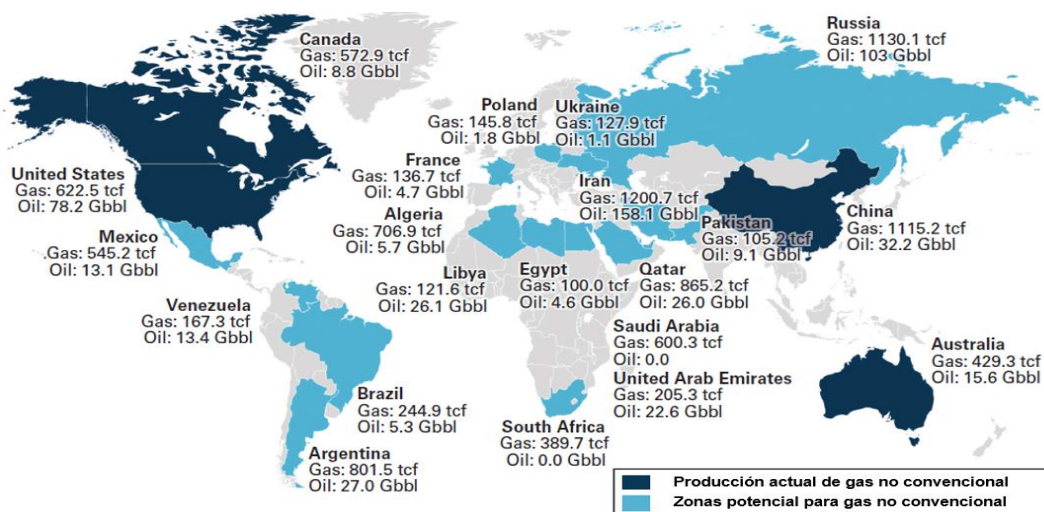 Canada
Gas: 572.9 tcf
Oil: 8.8 Gbbl
Russia
Gas: 1130.1 tcf
Oil: 103 Gbbl
Poland
Gas: 145.8 tcf
Oil: 1.8 Gbbl
Ukraine
Gas: 127.9 tcf
Oil: 1.1 Gbbl
United States
Gas: 622.5 tcf
Oil: 78.2 Gbbl
France
Gas: 136.7 tcf
Oil: 4.7 Gbbl
Iran
Gas: 1200.7 tcf
Oil: 158.1 Gbbl
Algeria
Gas: 706.9 tcf
Oil: 5.7 Gbbl
Pakistan
Gas: 105.2 tcf
Oil: 9.1 Gbbl
China
Gas: 1115.2 tcf
Oil: 32.2 Gbbl
Mexico
.Gas: 545.2 tcf
Oil: 13.1 Gbbl
Libya
Gas: 121.6 tcf
Oil: 26.1 Gbbl
Egypt
Gas: 100.0 tcf
Oil: 4.6 Gbbl
Qatar
Gas: 865.2 tcf
Oil: 26.0 Gbbl
Venezuela
Gas: 167.3 tcf
Oil: 13.4 Gbbl
Saudi Arabia
Gas: 600.3 tcf
Oil: 0.0
Australia
Gas: 429.3 tcf
Oil: 15.6 Gbbl
United Arab Emirates
Gas: 205.3 tcf
Oil: 22.6 Gbbl
Brazil
Gas: 244.9 tcf
Oil: 5.3 Gbbl
South Africa
Gas: 389.7 tcf
Oil: 0.0 Gbbl
Argentina
Gas: 801.5 tcf
Oil: 27.0 Gbbl
Producción actual de gas no convencional
Zonas potencial para gas no convencional